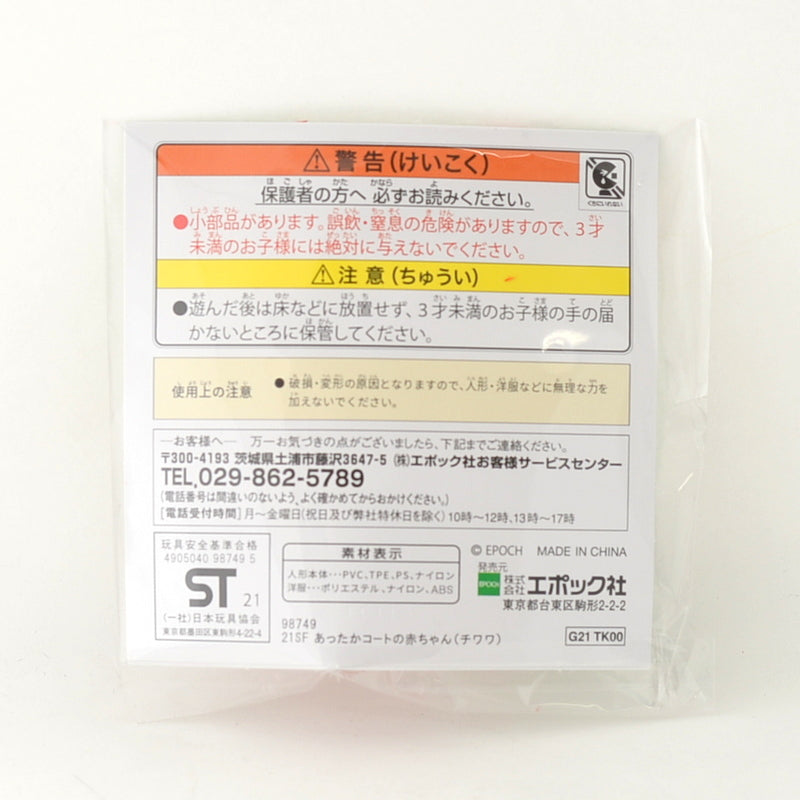 ⚠警告(けいこく)
くちにいれない
保護者の方へ 必ずお読みください。
●小部品があります。誤飲・窒息の危険がありますので、3才
未満のお子様には絶対に与えないでください。
⚠注意(ちゅうい)
●遊んだ後は床などに放置せず、3才未満のお子様の手の届
かないところに保管してください。
使用上の注意
●破損・変形の原因となりますので、人形・洋服などに無理な力を
加えないでください。
―お客様へ― 万一お気づきの点がございましたら、下記までご連絡ください。
〒300-4193 茨城県土浦市藤沢3647-5 (株)エポック社お客様サービスセンター
TEL,029-862-5789
(電話番号は間違いのないよう、よく確かめてからおかけください。)
[電話受付時間]月〜金曜日(祝日及び弊社特休日を除く)10時〜12時、13時〜17時
玩具安全基準合格
4905040 98749 5
ST 21
(一社)日本玩具協会
東京都墨田区東駒形4-22-4
素材表示
人形本体…PVC、TPE、PS、ナイロン
洋服…ポリエステル、ナイロン、ABS
© EPOCH MADE IN CHINA
発売元
EPOCH 株式会社 エポック社
東京都台東区駒形2-2-2
98749
21SF あったかコートの赤ちゃん(チワワ)
G21 TK00